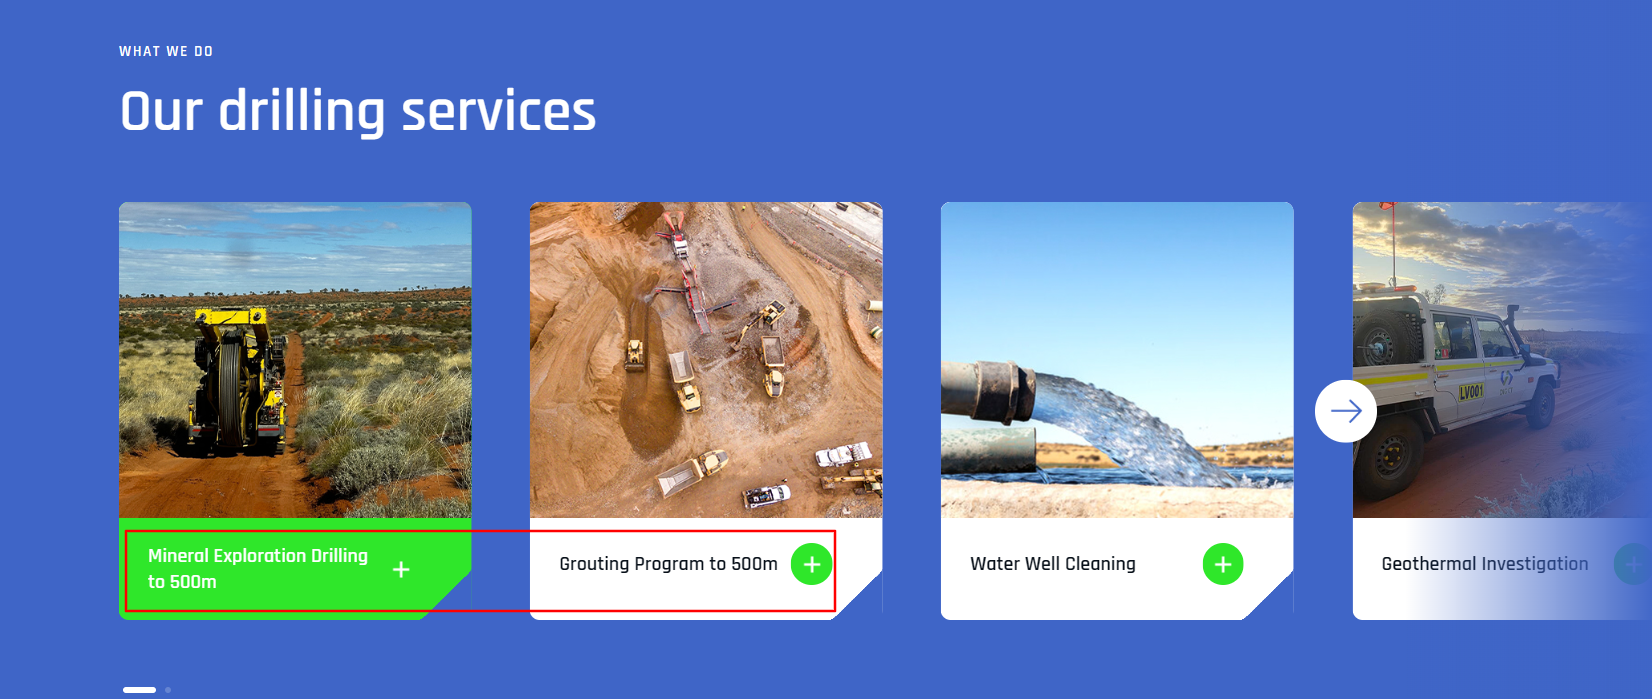 WHAT WE DO
Our drilling services
Mineral Exploration Drilling
to 500m
Grouting Program to 500m
Water Well Cleaning
Geothermal Investigation
LV001